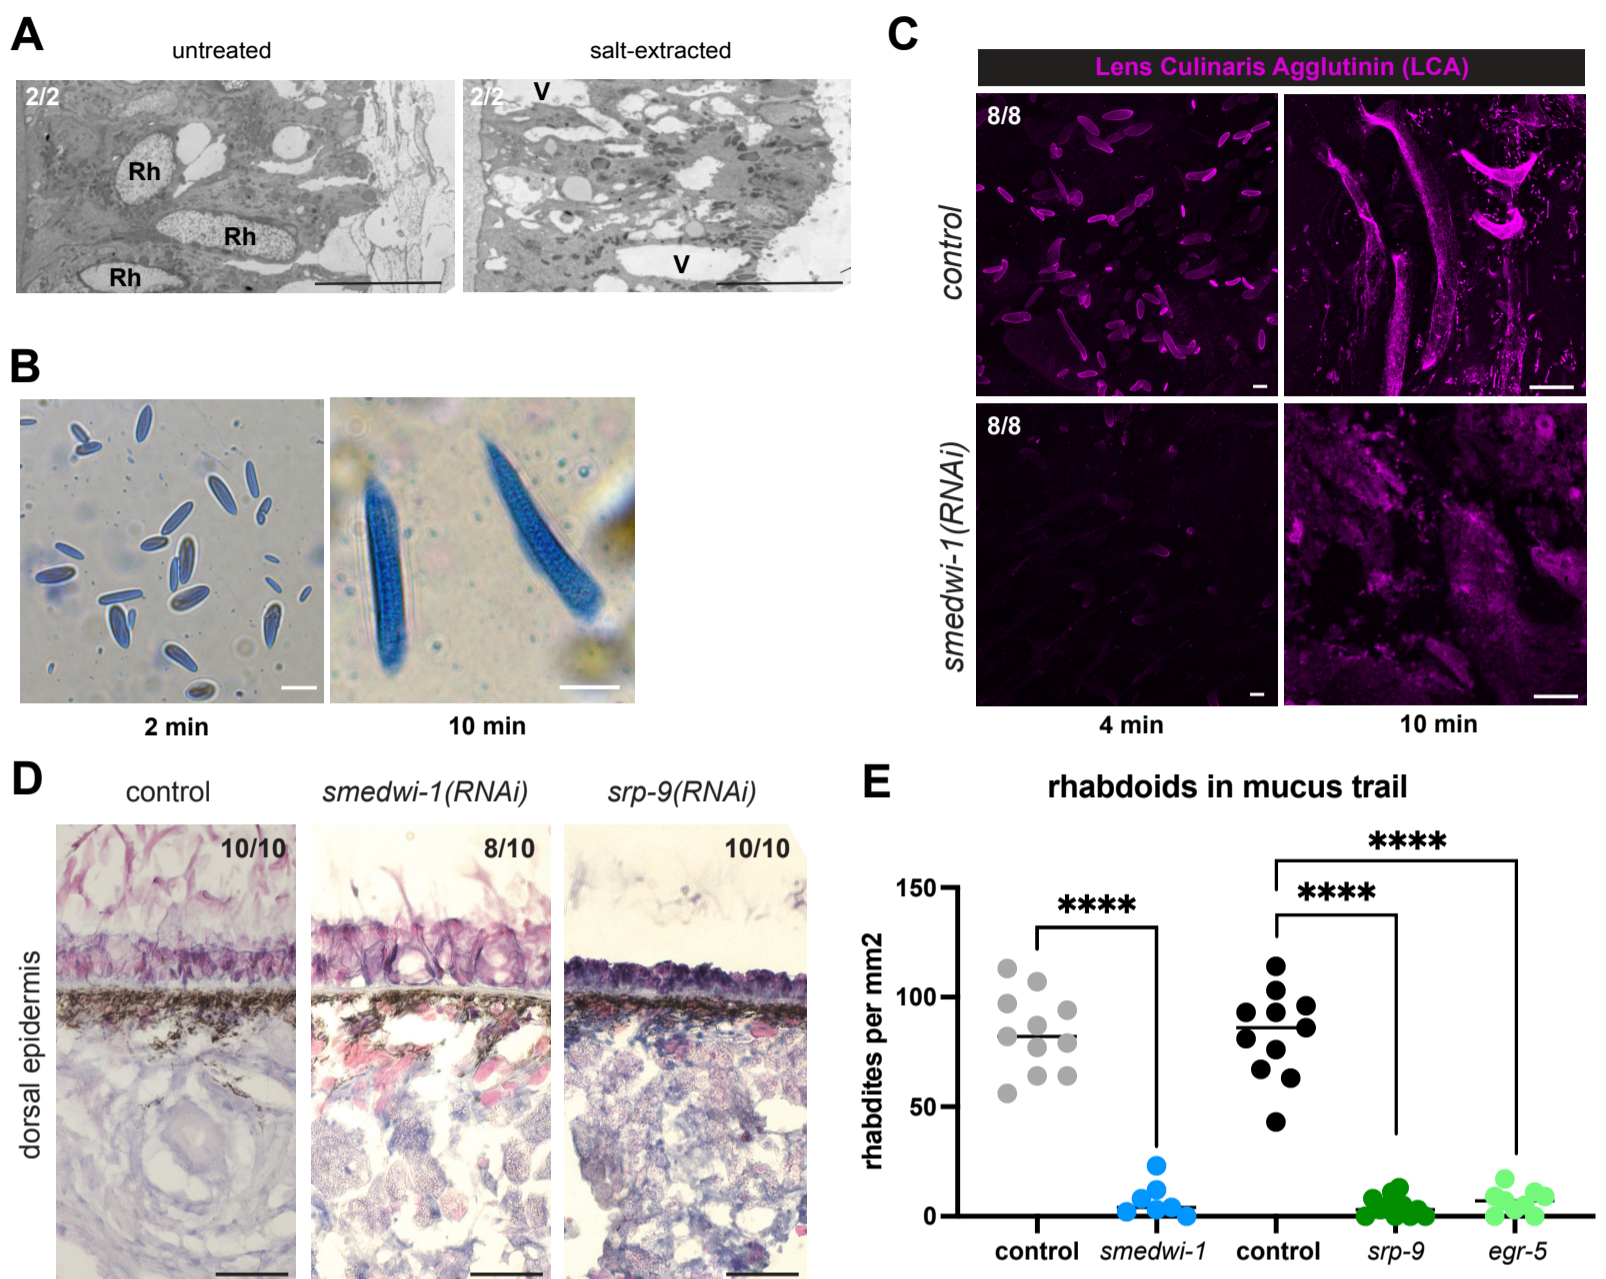 A
untreated
salt-extracted
2/2
Rh
Rh
Rh
2/2
V
V
B
2 min
10 min
C
Lens Culinaris Agglutinin (LCA)
control
8/8
smedwi-1(RNAi)
8/8
4 min
10 min
D
control
smedwi-1(RNAi)
srp-9(RNAi)
dorsal epidermis
10/10
8/10
10/10
E
rhabdoids in mucus trail
rhabdites per mm2
150
100
50
0
****
****
****
control
smedwi-1
control
srp-9
egr-5